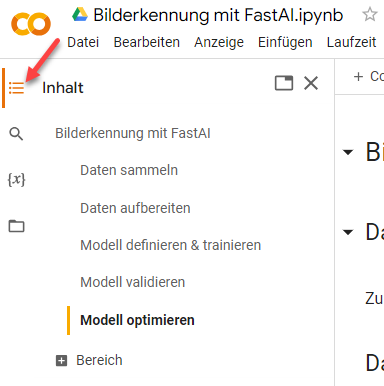 Bilderkennung mit FastAI.ipynb
Datei Bearbeiten Anzeige Einfügen Laufzeit
Inhalt
+ Co
Bilderkennung mit FastAI
Bi
Daten sammeln
Daten aufbereiten
Da
Modell definieren & trainieren
Modell validieren
Zu
Modell optimieren
Bereich
Da
{x}